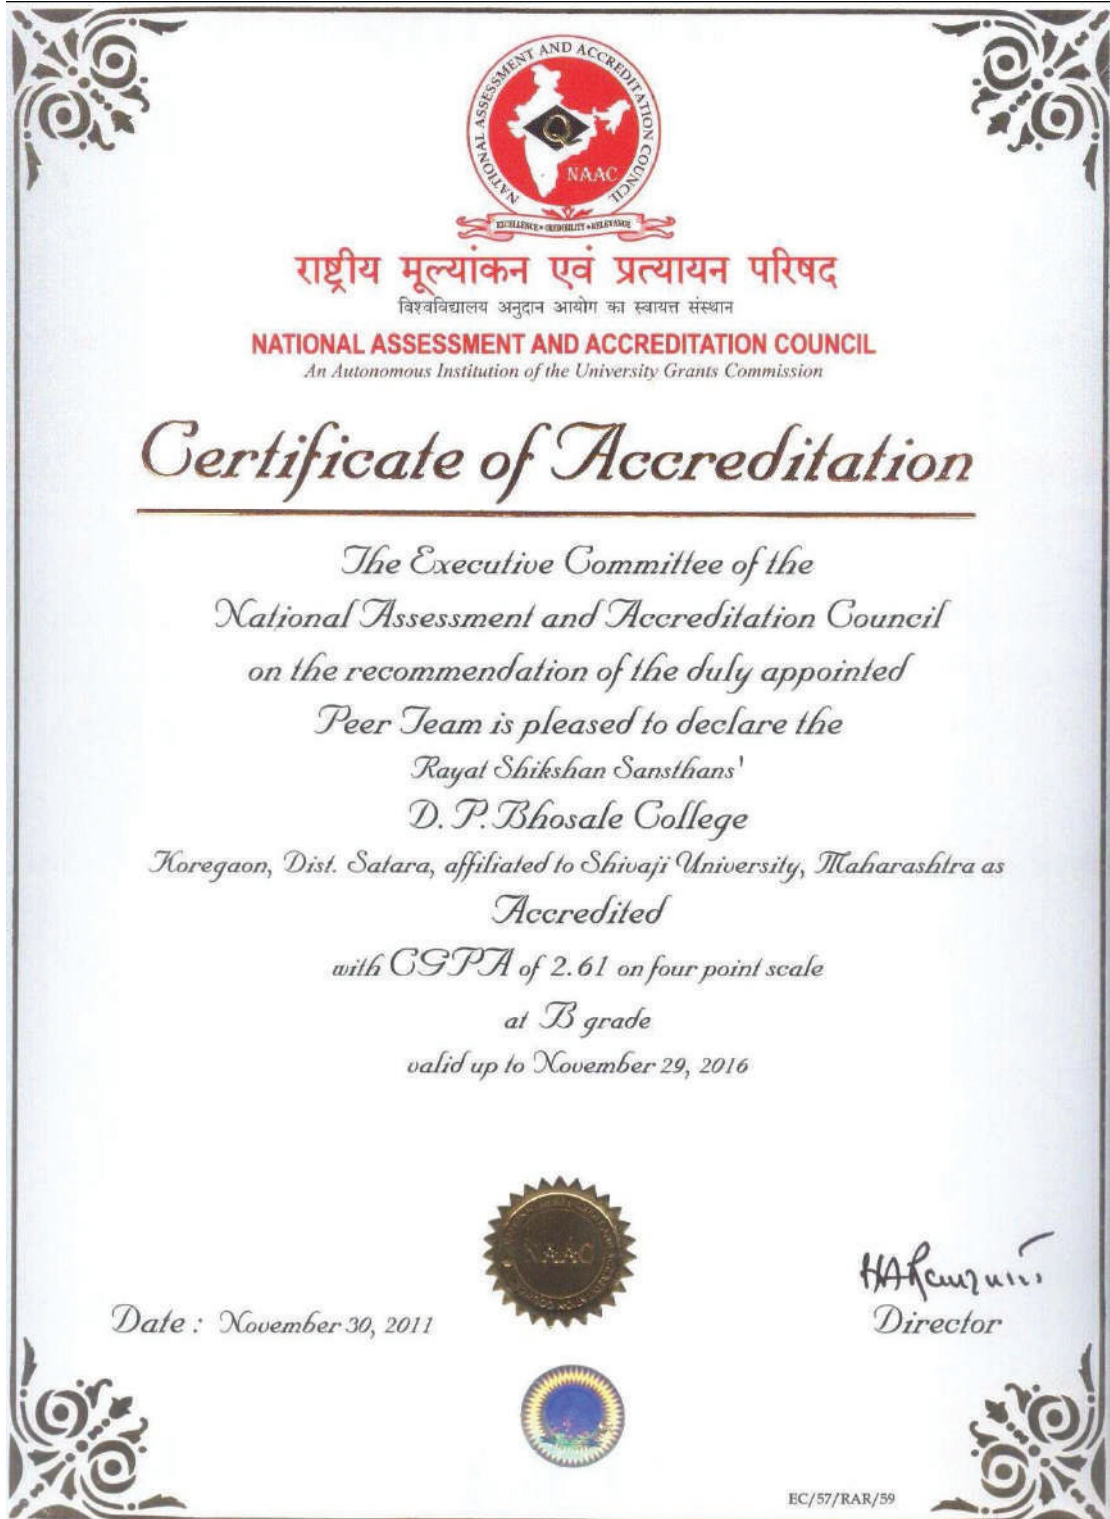 NATIONAL ASSESSMENT AND ACCREDITATION COUNCIL
Q
NAAC
EXCELLENCE • CREDIBILITY • RELEVANCE
राष्ट्रीय मूल्यांकन एवं प्रत्यायन परिषद
विश्वविद्यालय अनुदान आयोग का स्वायत्त संस्थान
NATIONAL ASSESSMENT AND ACCREDITATION COUNCIL
An Autonomous Institution of the University Grants Commission
Certificate of Accreditation
The Executive Committee of the
National Assessment and Accreditation Council
on the recommendation of the duly appointed
Peer Team is pleased to declare the
Rayat Shikshan Sansthans'
D. P. Bhosale College
Koregaon, Dist. Satara, affiliated to Shivaji University, Maharashtra as
Accredited
with CGPA of 2.61 on four point scale
at B grade
valid up to November 29, 2016
NAAC
Date : November 30, 2011
Director
EC/57/RAR/59